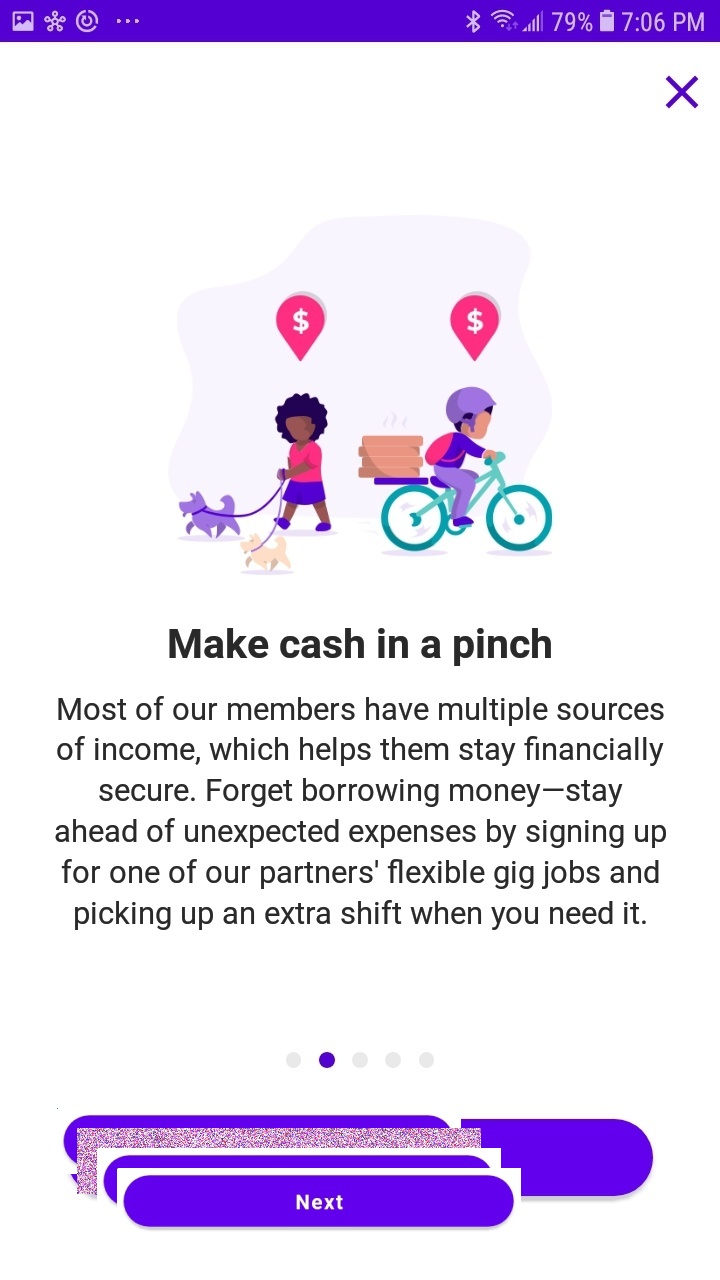 79% 7:06 PM
$ $
Make cash in a pinch
Most of our members have multiple sources
of income, which helps them stay financially
secure. Forget borrowing money—stay
ahead of unexpected expenses by signing up
for one of our partners' flexible gig jobs and
picking up an extra shift when you need it.
Next